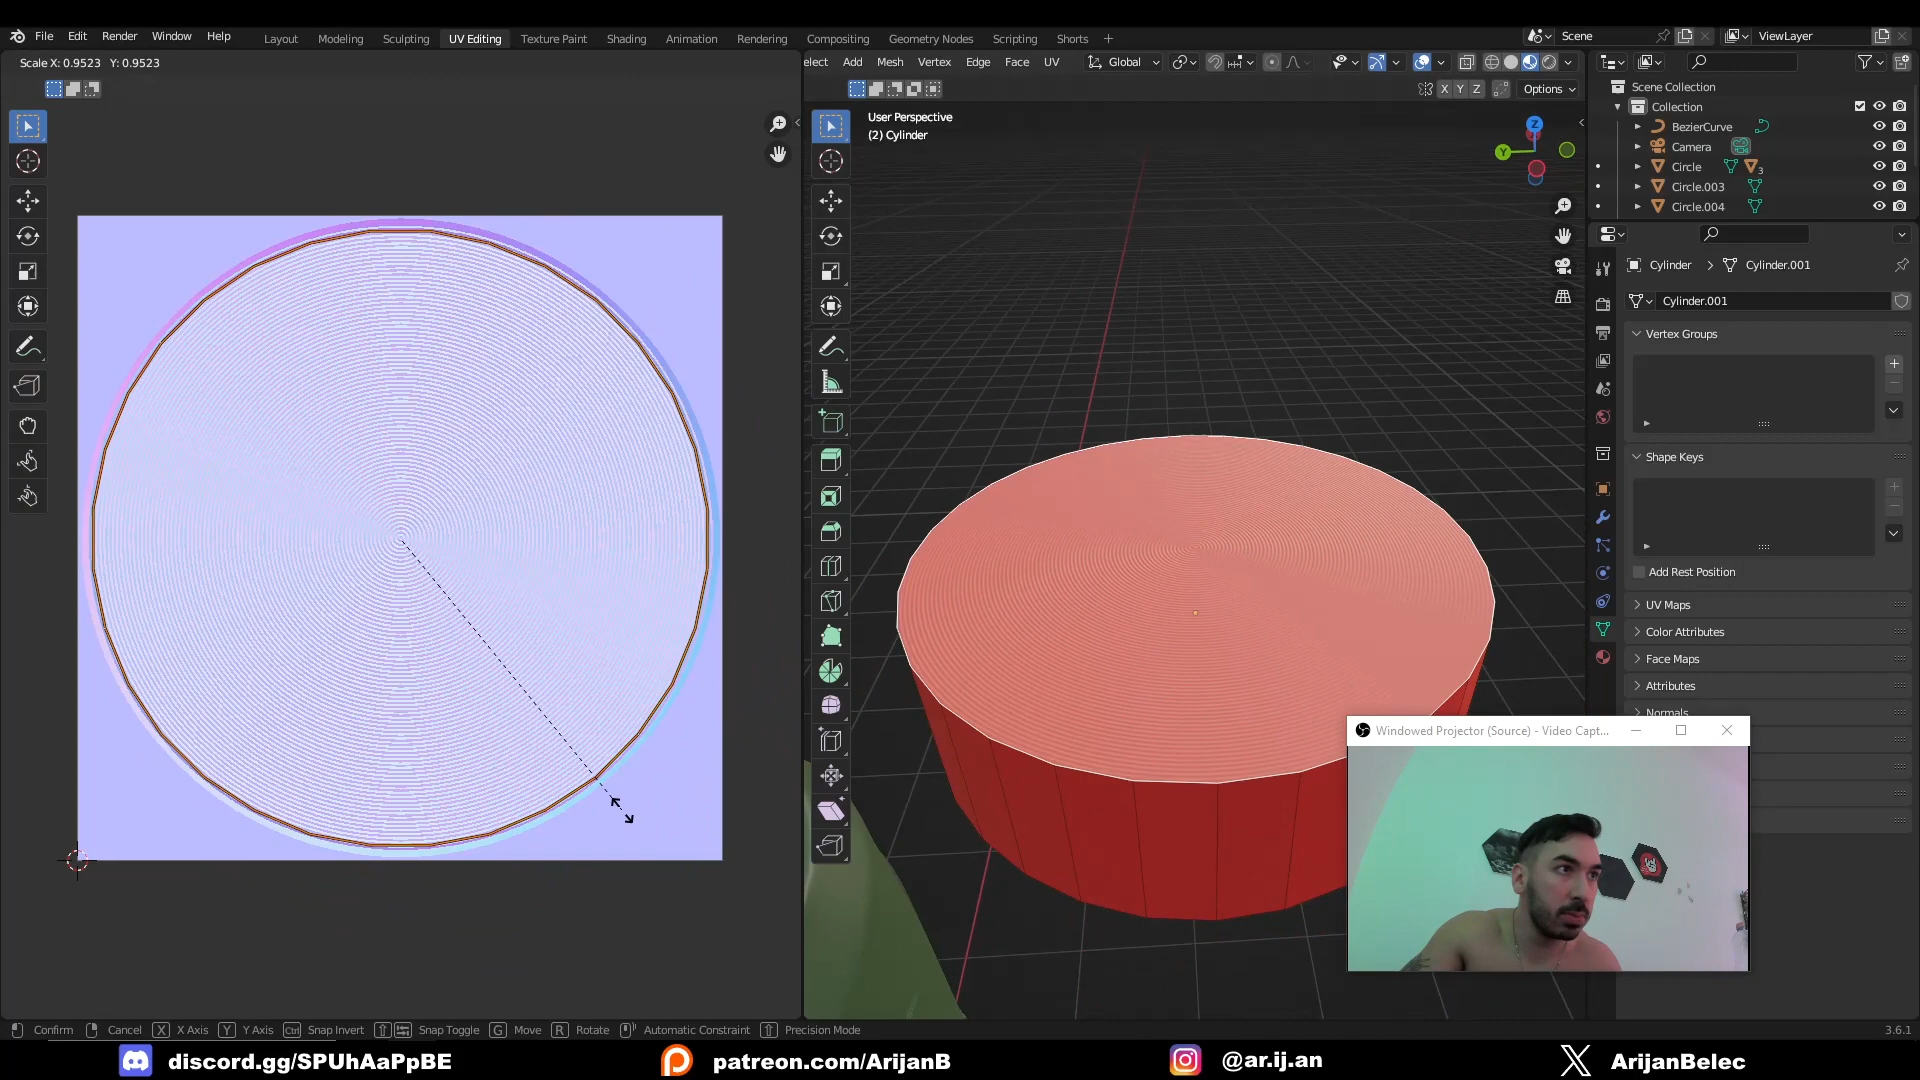 File Edit Render Window Help Layout Modeling Sculpting UV Editing Texture Paint Shading Animation Rendering Compositing Geometry Nodes Scripting Shorts + Scene ViewLayer
Scale X: 0.9523 Y: 0.9523
elect Add Mesh Vertex Edge Face UV Global
X Y Z Options
User Perspective
(2) Cylinder
Z
Y
Scene Collection
Collection
BezierCurve
Camera
Circle 3
Circle.003
Circle.004
Cylinder > Cylinder.001
Cylinder.001
Vertex Groups
Shape Keys
Add Rest Position
UV Maps
Color Attributes
Face Maps
Attributes
Normals
Windowed Projector (Source) - Video Capt...
Confirm Cancel X X Axis Y Y Axis Ctrl Snap Invert Snap Toggle G Move R Rotate Automatic Constraint Precision Mode 3.6.1
discord.gg/SPUhAaPpBE patreon.com/ArijanB @ar.ij.an ArijanBelec